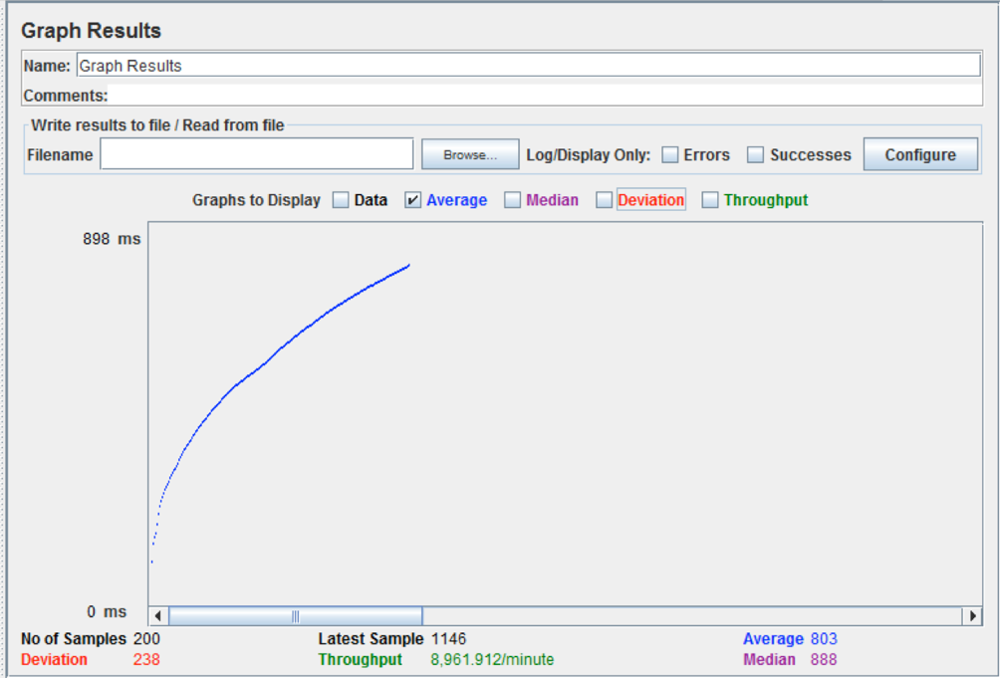 Graph Results
Name: Graph Results
Comments:
Write results to file / Read from file
Filename Browse... Log/Display Only: Errors Successes Configure
Graphs to Display Data Average Median Deviation Throughput
898 ms
0 ms
No of Samples 200 Latest Sample 1146 Average 803
Deviation 238 Throughput 8,961.912/minute Median 888